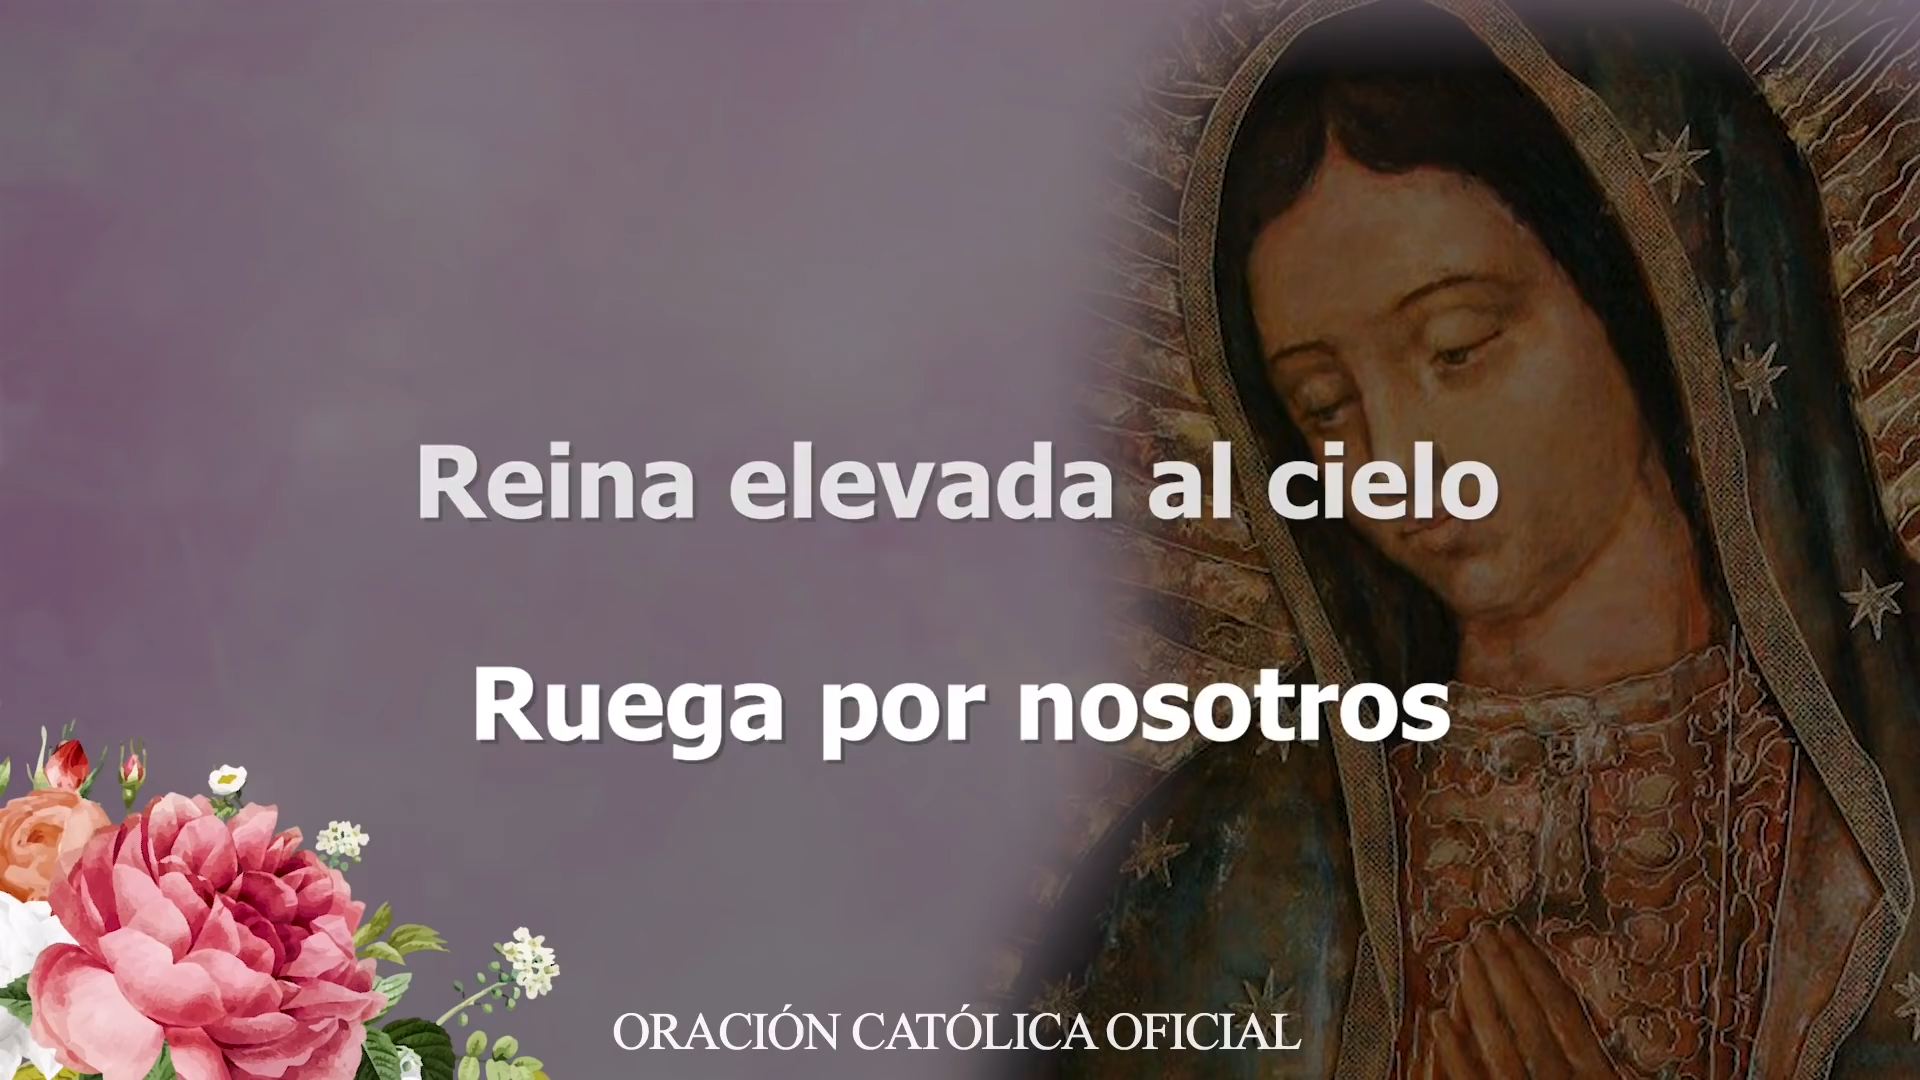 Reina elevada al cielo
Ruega por nosotros
ORACIÓN CATÓLICA OFICIAL